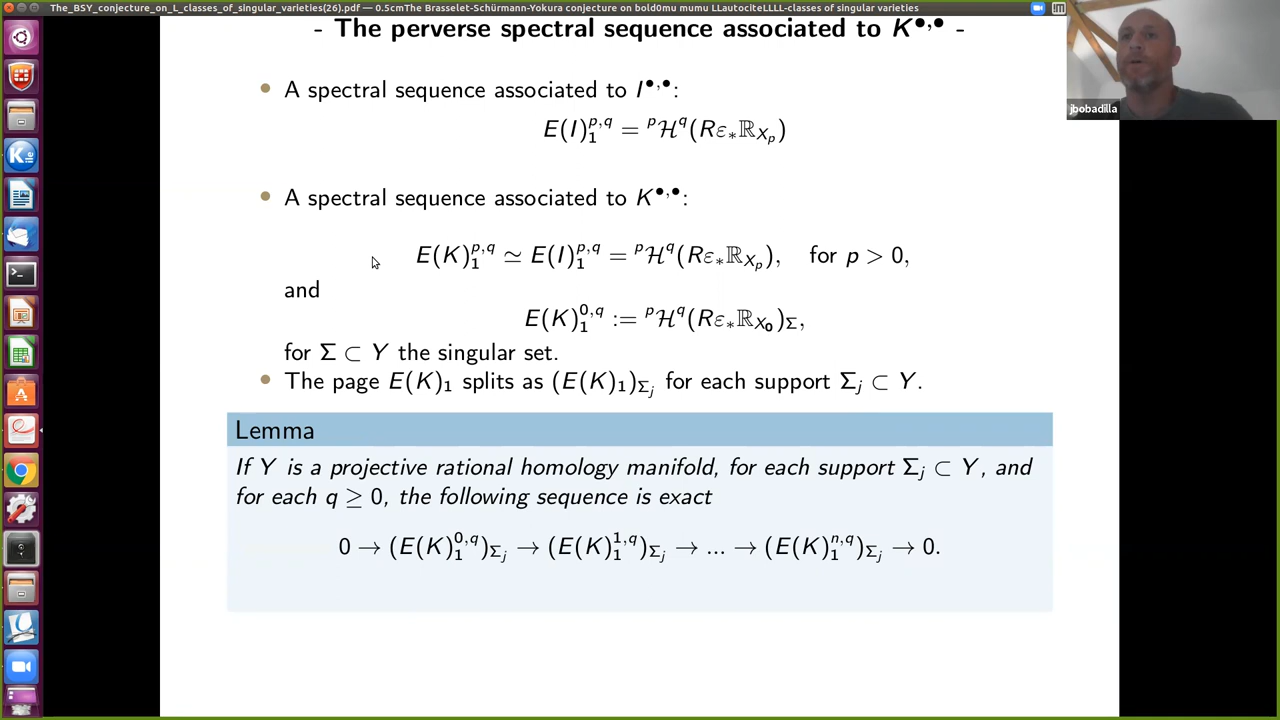 The_BSY_conjecture_on_L_classes_of_singular_varieties(26).pdf — 0.5cmThe Brasselet-Schürmann-Yokura conjecture on bold0mu mumu LLautociteLLLL-classes of singular varieties
- The perverse spectral sequence associated to K^{•,•} -
jbobadilla
A spectral sequence associated to I^{•,•}:
E(I)_1^{p,q} = ^pℋ^q(Rε_*ℝ_{X_p})
A spectral sequence associated to K^{•,•}:
E(K)_1^{p,q} ≃ E(I)_1^{p,q} = ^pℋ^q(Rε_*ℝ_{X_p}), for p > 0,
and
E(K)_1^{0,q} := ^pℋ^q(Rε_*ℝ_{X_0})_Σ,
for Σ ⊂ Y the singular set.
The page E(K)_1 splits as (E(K)_1)_{Σ_j} for each support Σ_j ⊂ Y.
Lemma
If Y is a projective rational homology manifold, for each support Σ_j ⊂ Y, and
for each q ≥ 0, the following sequence is exact
0 → (E(K)_1^{0,q})_{Σ_j} → (E(K)_1^{1,q})_{Σ_j} → ... → (E(K)_1^{n,q})_{Σ_j} → 0.